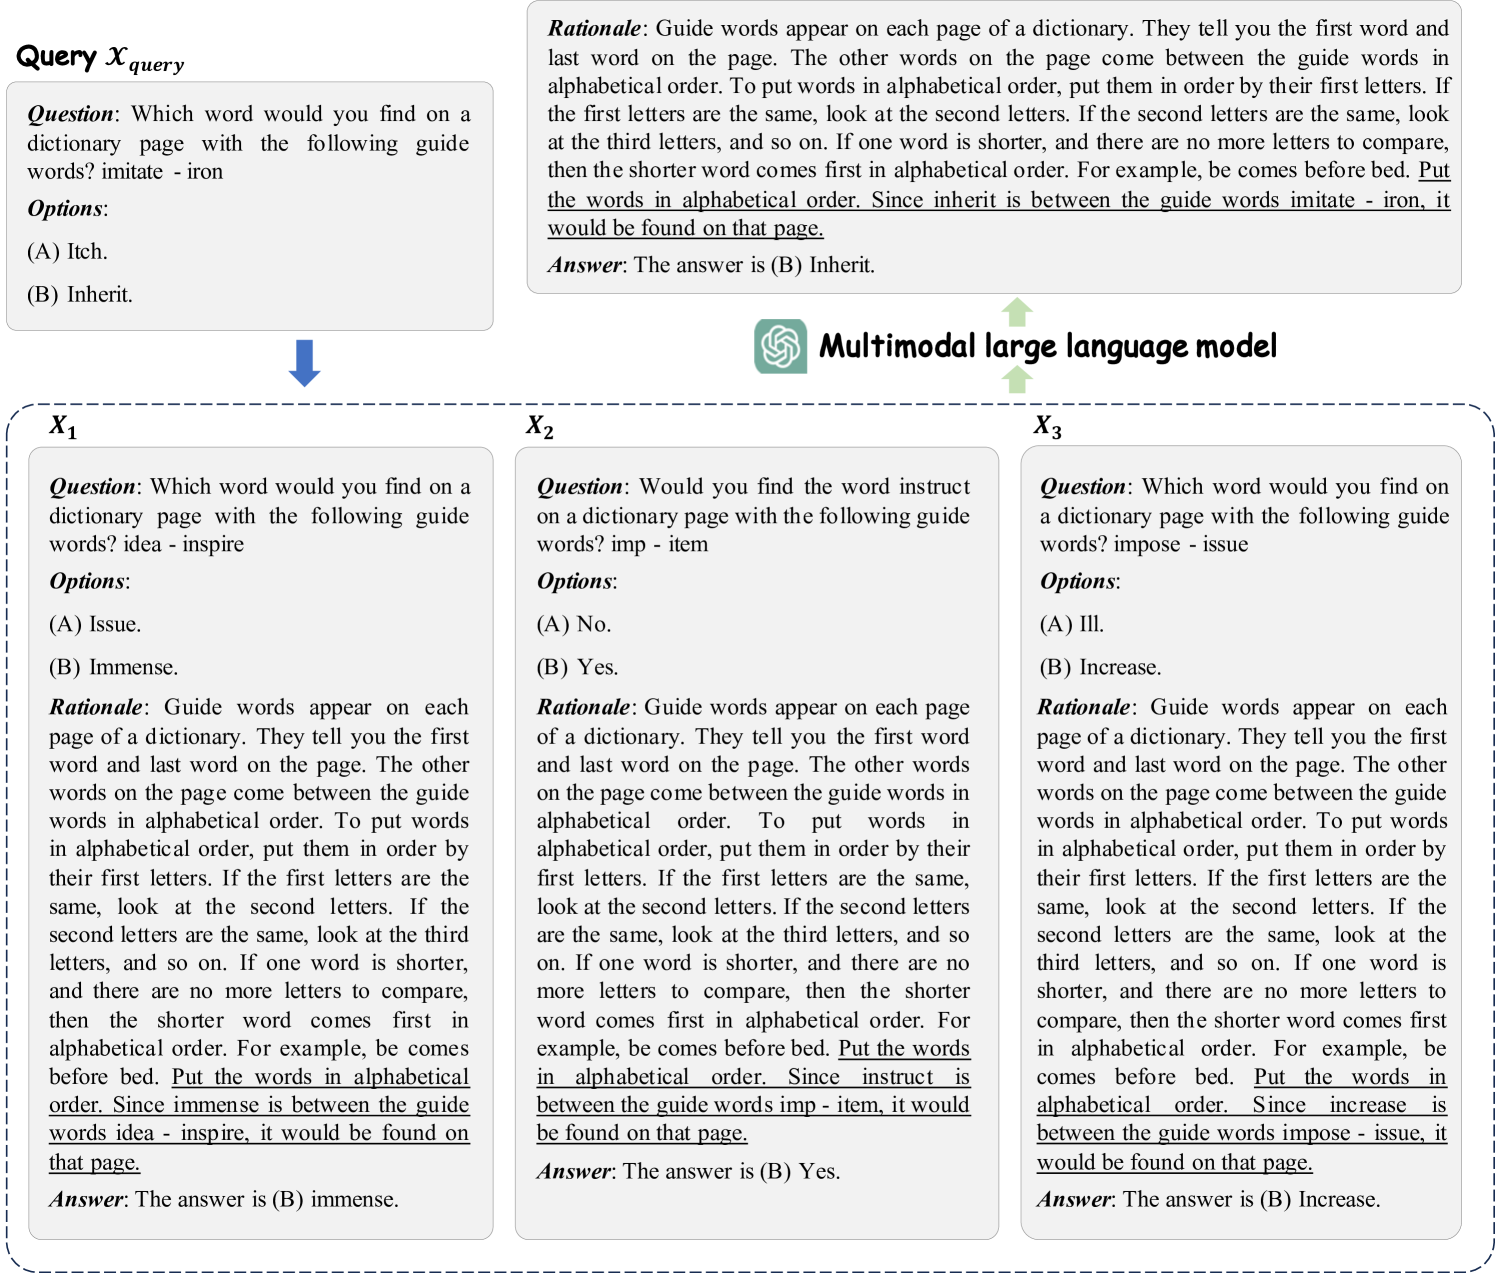 Query 𝒳query
Question: Which word would you find on a
dictionary page with the following guide
words? imitate - iron
Options:
(A) Itch.
(B) Inherit.
Rationale: Guide words appear on each page of a dictionary. They tell you the first word and
last word on the page. The other words on the page come between the guide words in
alphabetical order. To put words in alphabetical order, put them in order by their first letters. If
the first letters are the same, look at the second letters. If the second letters are the same, look
at the third letters, and so on. If one word is shorter, and there are no more letters to compare,
then the shorter word comes first in alphabetical order. For example, be comes before bed. Put
the words in alphabetical order. Since inherit is between the guide words imitate - iron, it
would be found on that page.
Answer: The answer is (B) Inherit.
Multimodal large language model
X1
Question: Which word would you find on a
dictionary page with the following guide
words? idea - inspire
Options:
(A) Issue.
(B) Immense.
Rationale: Guide words appear on each
page of a dictionary. They tell you the first
word and last word on the page. The other
words on the page come between the guide
words in alphabetical order. To put words
in alphabetical order, put them in order by
their first letters. If the first letters are the
same, look at the second letters. If the
second letters are the same, look at the third
letters, and so on. If one word is shorter,
and there are no more letters to compare,
then the shorter word comes first in
alphabetical order. For example, be comes
before bed. Put the words in alphabetical
order. Since immense is between the guide
words idea - inspire, it would be found on
that page.
Answer: The answer is (B) immense.
X2
Question: Would you find the word instruct
on a dictionary page with the following guide
words? imp - item
Options:
(A) No.
(B) Yes.
Rationale: Guide words appear on each page
of a dictionary. They tell you the first word
and last word on the page. The other words
on the page come between the guide words in
alphabetical order. To put words in
alphabetical order, put them in order by their
first letters. If the first letters are the same,
look at the second letters. If the second letters
are the same, look at the third letters, and so
on. If one word is shorter, and there are no
more letters to compare, then the shorter
word comes first in alphabetical order. For
example, be comes before bed. Put the words
in alphabetical order. Since instruct is
between the guide words imp - item, it would
be found on that page.
Answer: The answer is (B) Yes.
X3
Question: Which word would you find on
a dictionary page with the following guide
words? impose - issue
Options:
(A) Ill.
(B) Increase.
Rationale: Guide words appear on each
page of a dictionary. They tell you the first
word and last word on the page. The other
words on the page come between the guide
words in alphabetical order. To put words
in alphabetical order, put them in order by
their first letters. If the first letters are the
same, look at the second letters. If the
second letters are the same, look at the
third letters, and so on. If one word is
shorter, and there are no more letters to
compare, then the shorter word comes first
in alphabetical order. For example, be
comes before bed. Put the words in
alphabetical order. Since increase is
between the guide words impose - issue, it
would be found on that page.
Answer: The answer is (B) Increase.